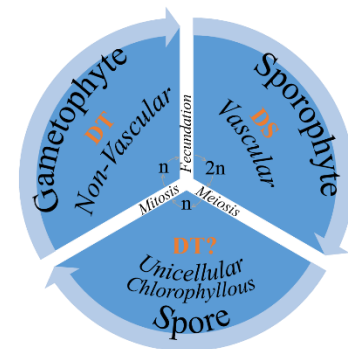 Gametophyte
DT
Non-Vascular
Fecundation
Sporophyte
DS
Vascular
n
2n
Mitosis
n
Meiosis
DT?
Unicellular
Chlorophyllous
Spore